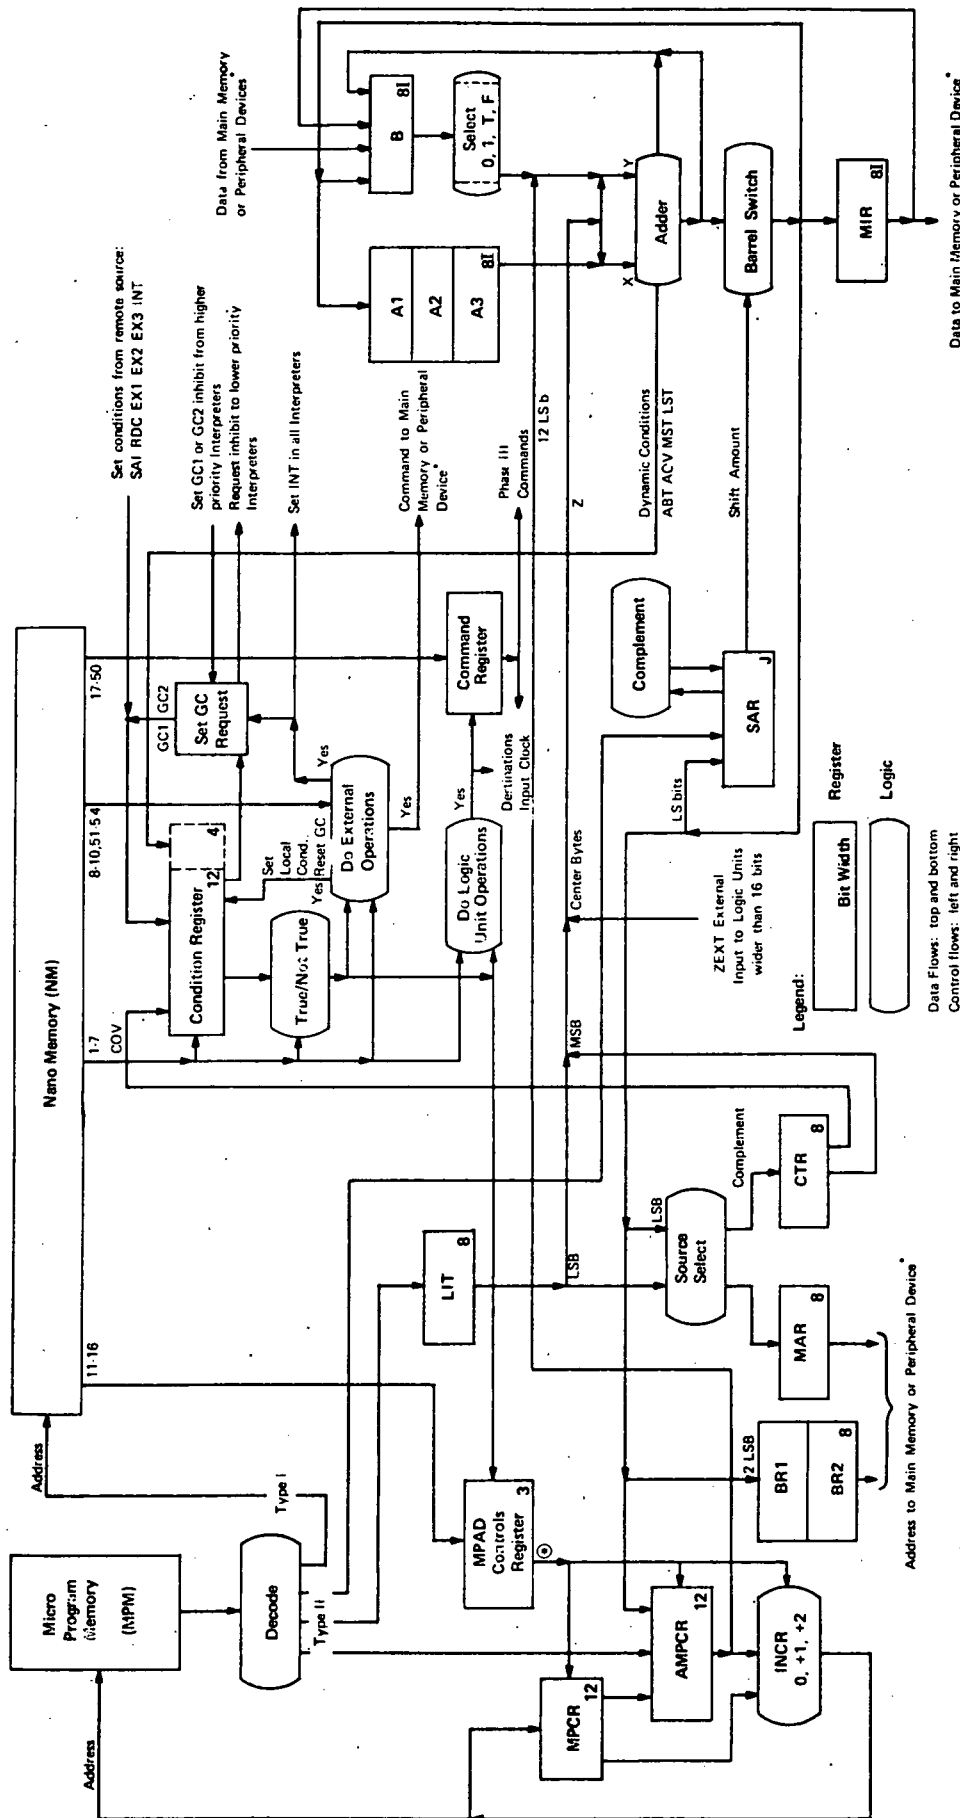 Micro
Program
Memory
(MPM)
Address
Decode
Type I
Type II
Address
Nano Memory (NM)
11-16
1-7
COV
8-10,51-54
17-50
GC1
GC2
Set conditions from remote source:
SAI RDC EX1 EX2 EX3 INT
Set GC1 or GC2 inhibit from higher
priority Interpreters
Request inhibit to lower priority
Interpreters
Set INT in all Interpreters
Command to Main
Memory or Peripheral
Device*
Condition Register
12
4
Set GC
Request
Set
Local
Cond.
Yes
Reset GC
Yes
Yes
True/Not True
Do External
Operations
Do Logic
Unit Operations
Yes
Destinations
Input Clock
Command
Register
Phase III
Commands
12 LS b
Data from Main Memory
or Peripheral Devices*
B
8I
Select
0, 1, T, F
A1
A2
A3
8I
X
Y
Adder
Z
Dynamic Conditions
ABT AOV MST LST
Barrel Switch
Shift Amount
MIR
8I
Data to Main Memory or Peripheral Device*
Complement
SAR
J
LS bits
Center Bytes
ZEXT External
Input to Logic Units
wider than 16 bits
MSB
LSB
LIT
8
MPAD
Controls
Register
3
MPCR
12
AMPCR
12
INCR
0, +1, +2
LSB
Source
Select
Complement
CTR
8
MAR
8
2 LSB
BR1
BR2
8
Address to Main Memory or Peripheral Device*
Legend:
Bit Width
Register
Logic
Data Flows: top and bottom
Control flows: left and right